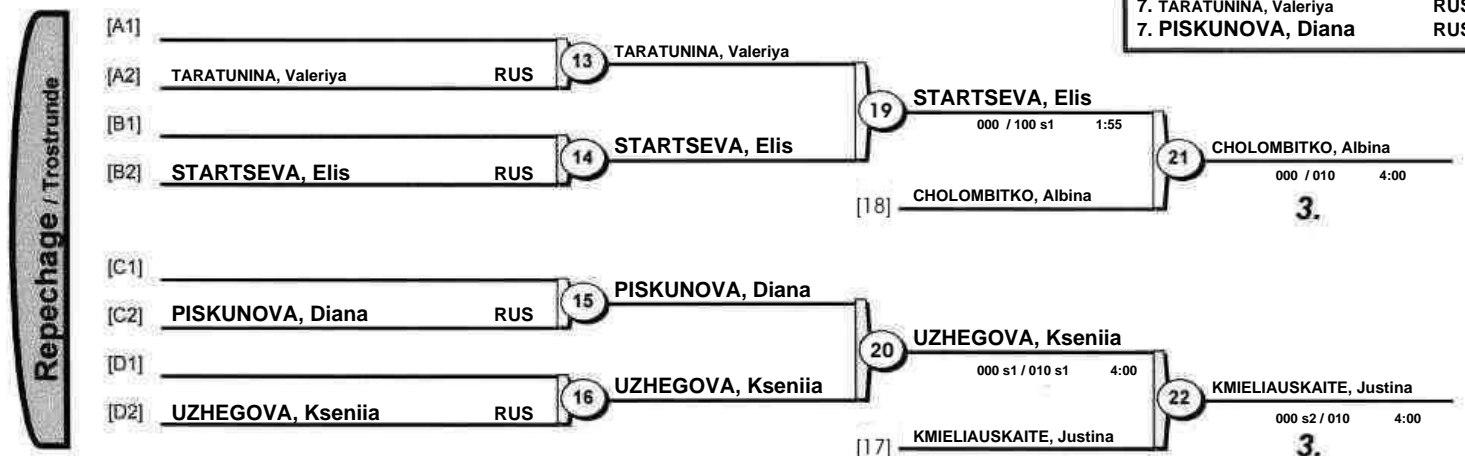 7. TARATUNINA, Valeriya RUS
7. PISKUNOVA, Diana RUS
Repechage / Trostrunde
[A1]
TARATUNINA, Valeriya
[A2] TARATUNINA, Valeriya RUS 13
[B1]
19 STARTSEVA, Elis
000 / 100 s1 1:55
STARTSEVA, Elis
[B2] STARTSEVA, Elis RUS 14
21 CHOLOMBITKO, Albina
000 / 010 4:00
[18] CHOLOMBITKO, Albina
3.
[C1]
PISKUNOVA, Diana
[C2] PISKUNOVA, Diana RUS 15
[D1]
20 UZHEGOVA, Kseniia
000 s1 / 010 s1 4:00
UZHEGOVA, Kseniia
[D2] UZHEGOVA, Kseniia RUS 16
22 KMIELIAUSKAITE, Justina
000 s2 / 010 4:00
[17] KMIELIAUSKAITE, Justina
3.